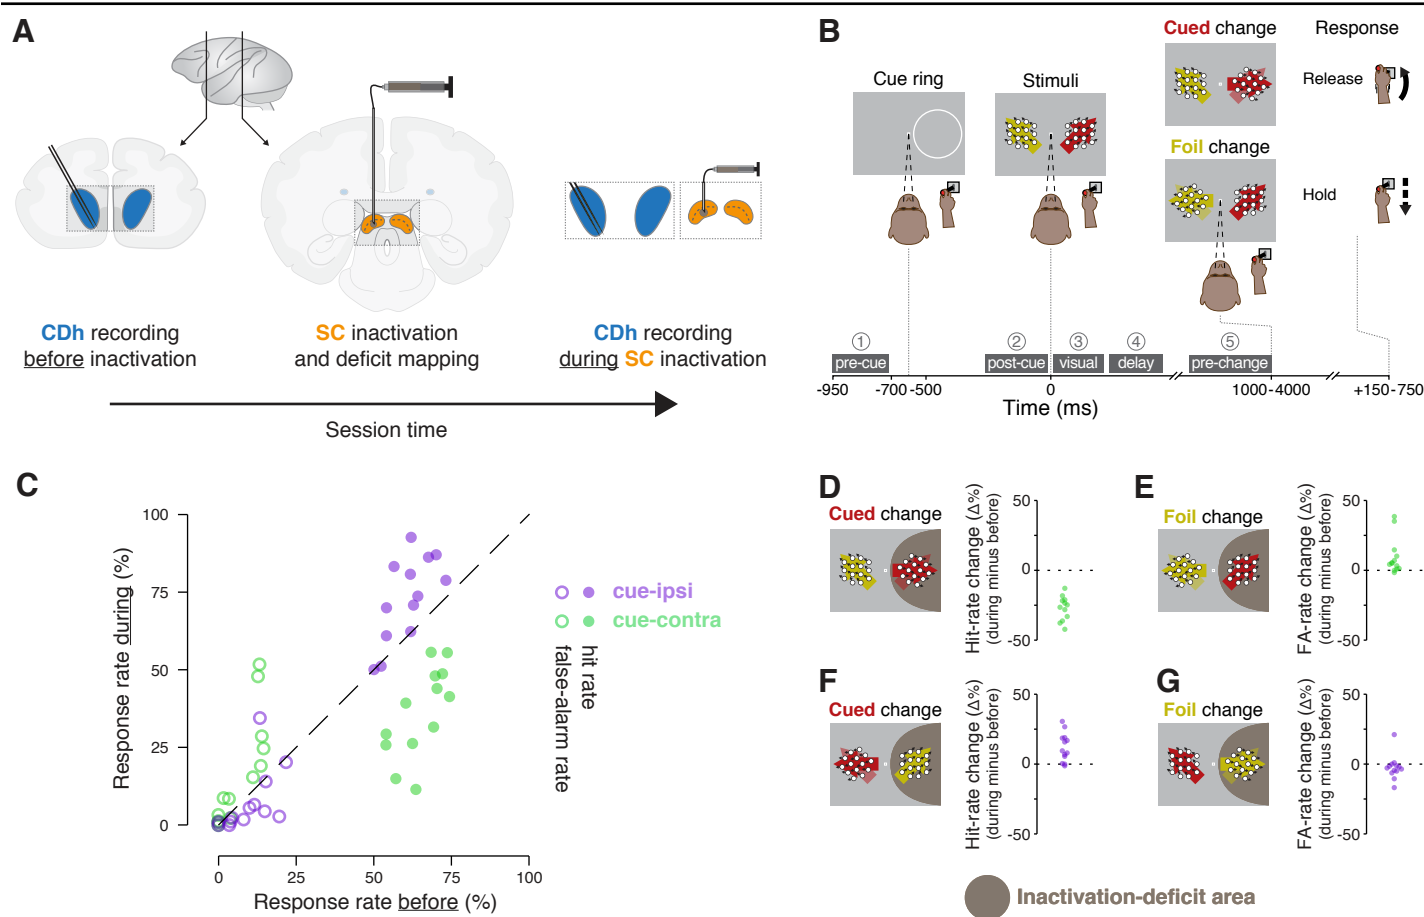 A
CDh recording
before inactivation
SC inactivation
and deficit mapping
CDh recording
during SC inactivation
Session time
B
Cue ring
Stimuli
Cued change
Foil change
Response
Release
Hold
1
2
3
4
5
pre-cue
post-cue
visual
delay
pre-change
-950
-700
-500
0
1000-4000
+150-750
Time (ms)
C
Response rate during (%)
100
75
50
25
0
0
25
50
75
100
Response rate before (%)
cue-ipsi
cue-contra
hit rate
false-alarm rate
D
Cued change
Hit-rate change (Δ%)
(during minus before)
50
0
-50
E
Foil change
FA-rate change (Δ%)
(during minus before)
50
0
-50
F
Cued change
Hit-rate change (Δ%)
(during minus before)
50
0
-50
G
Foil change
FA-rate change (Δ%)
(during minus before)
50
0
-50
Inactivation-deficit area